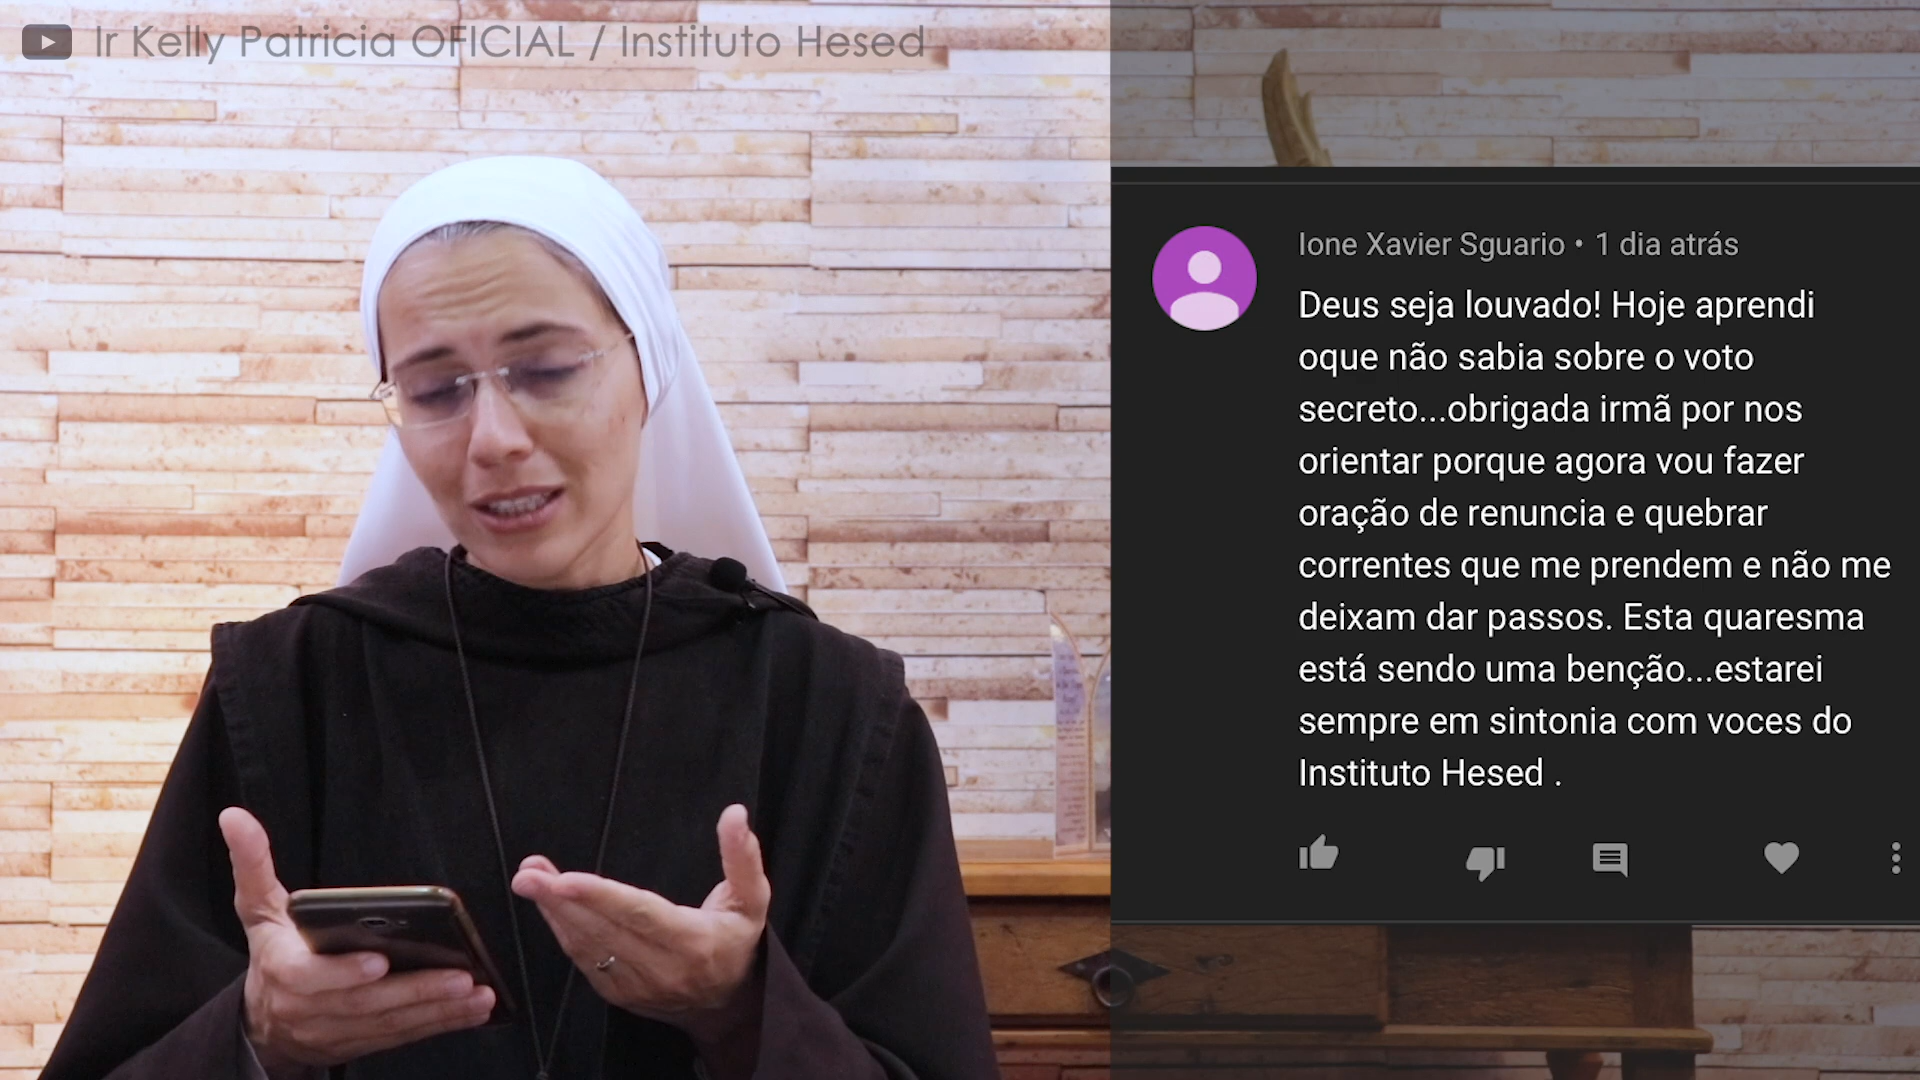 Ir Kelly Patricia OFICIAL / Instituto Hesed
Ione Xavier Sguario • 1 dia atrás
Deus seja louvado! Hoje aprendi
oque não sabia sobre o voto
secreto...obrigada irmã por nos
orientar porque agora vou fazer
oração de renuncia e quebrar
correntes que me prendem e não me
deixam dar passos. Esta quaresma
está sendo uma benção...estarei
sempre em sintonia com voces do
Instituto Hesed .